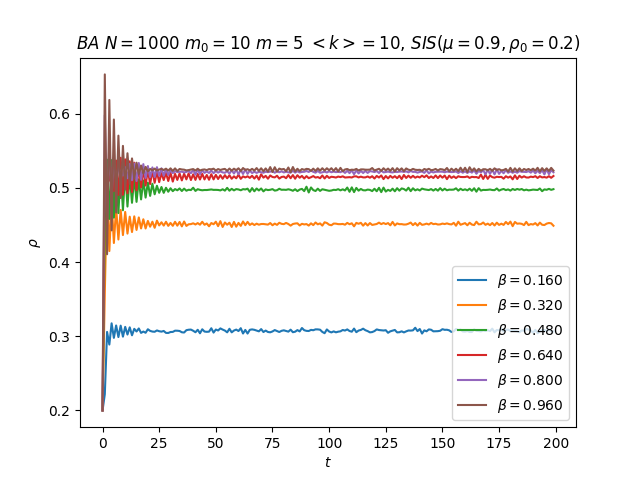 BA N = 1000 m₀ = 10 m = 5 < k > = 10, SIS(μ = 0.9, ρ₀ = 0.2)
0.6
0.5
0.4
0.3
0.2
ρ
β = 0.160
β = 0.320
β = 0.480
β = 0.640
β = 0.800
β = 0.960
0 25 50 75 100 125 150 175 200
t